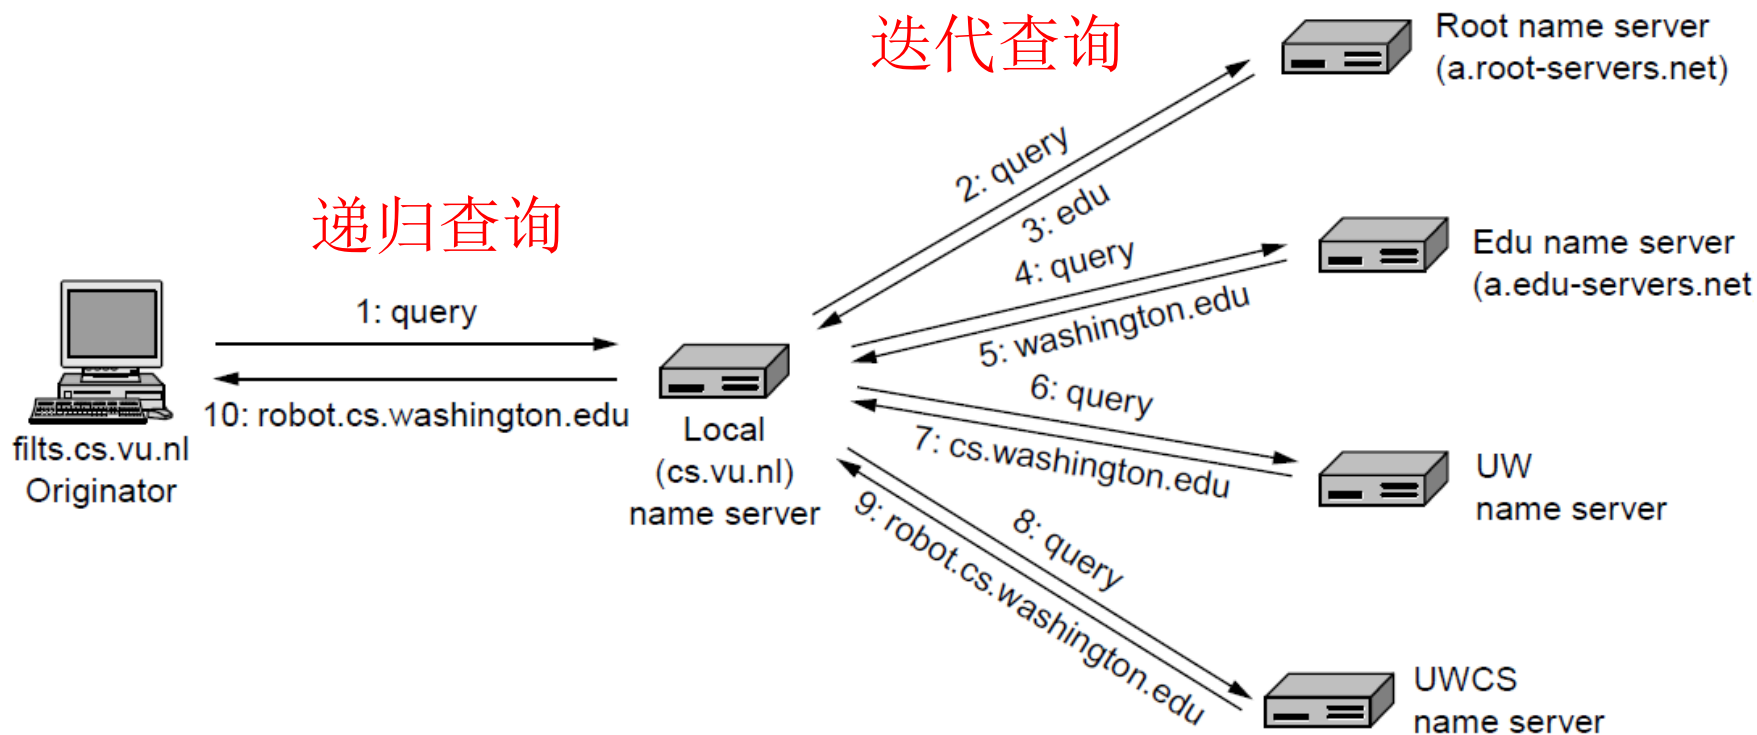 迭代查询
Root name server
(a.root-servers.net)
2: query
3: edu
递归查询
4: query
Edu name server
(a.edu-servers.net
5: washington.edu
1: query
6: query
10: robot.cs.washington.edu
7: cs.washington.edu
filts.cs.vu.nl
Originator
Local
(cs.vu.nl)
name server
UW
name server
8: query
9: robot.cs.washington.edu
UWCS
name server